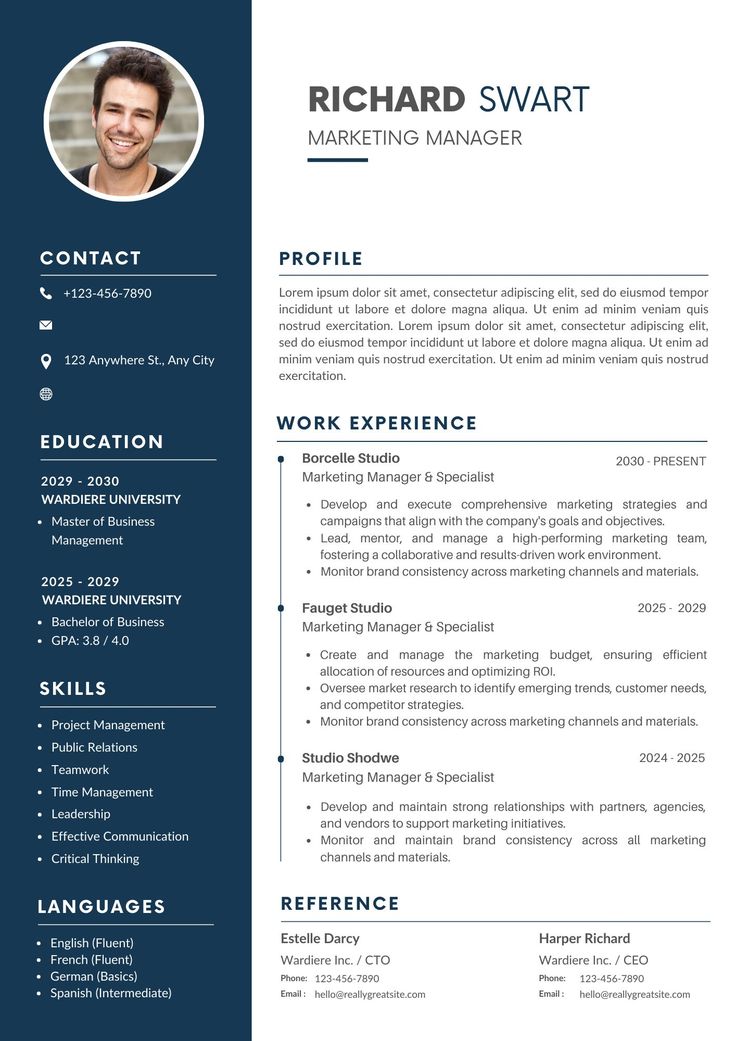 RICHARD SWART
MARKETING MANAGER
CONTACT
+123-456-7890
123 Anywhere St., Any City
EDUCATION
2029 - 2030
WARDIERE UNIVERSITY
• Master of Business
Management
2025 - 2029
WARDIERE UNIVERSITY
• Bachelor of Business
• GPA: 3.8 / 4.0
SKILLS
• Project Management
• Public Relations
• Teamwork
• Time Management
• Leadership
• Effective Communication
• Critical Thinking
LANGUAGES
• English (Fluent)
• French (Fluent)
• German (Basics)
• Spanish (Intermediate)
PROFILE
Lorem ipsum dolor sit amet, consectetur adipiscing elit, sed do eiusmod tempor
incididunt ut labore et dolore magna aliqua. Ut enim ad minim veniam quis
nostrud exercitation. Lorem ipsum dolor sit amet, consectetur adipiscing elit,
sed do eiusmod tempor incididunt ut labore et dolore magna aliqua. Ut enim ad
minim veniam quis nostrud exercitation. Ut enim ad minim veniam quis nostrud
exercitation.
WORK EXPERIENCE
Borcelle Studio 2030 - PRESENT
Marketing Manager & Specialist
• Develop and execute comprehensive marketing strategies and
campaigns that align with the company's goals and objectives.
• Lead, mentor, and manage a high-performing marketing team,
fostering a collaborative and results-driven work environment.
• Monitor brand consistency across marketing channels and materials.
Fauget Studio 2025 - 2029
Marketing Manager & Specialist
• Create and manage the marketing budget, ensuring efficient
allocation of resources and optimizing ROI.
• Oversee market research to identify emerging trends, customer needs,
and competitor strategies.
• Monitor brand consistency across marketing channels and materials.
Studio Shodwe 2024 - 2025
Marketing Manager & Specialist
• Develop and maintain strong relationships with partners, agencies,
and vendors to support marketing initiatives.
• Monitor and maintain brand consistency across all marketing
channels and materials.
REFERENCE
Estelle Darcy
Wardiere Inc. / CTO
Phone: 123-456-7890
Email : hello@reallygreatsite.com
Harper Richard
Wardiere Inc. / CEO
Phone: 123-456-7890
Email : hello@reallygreatsite.com